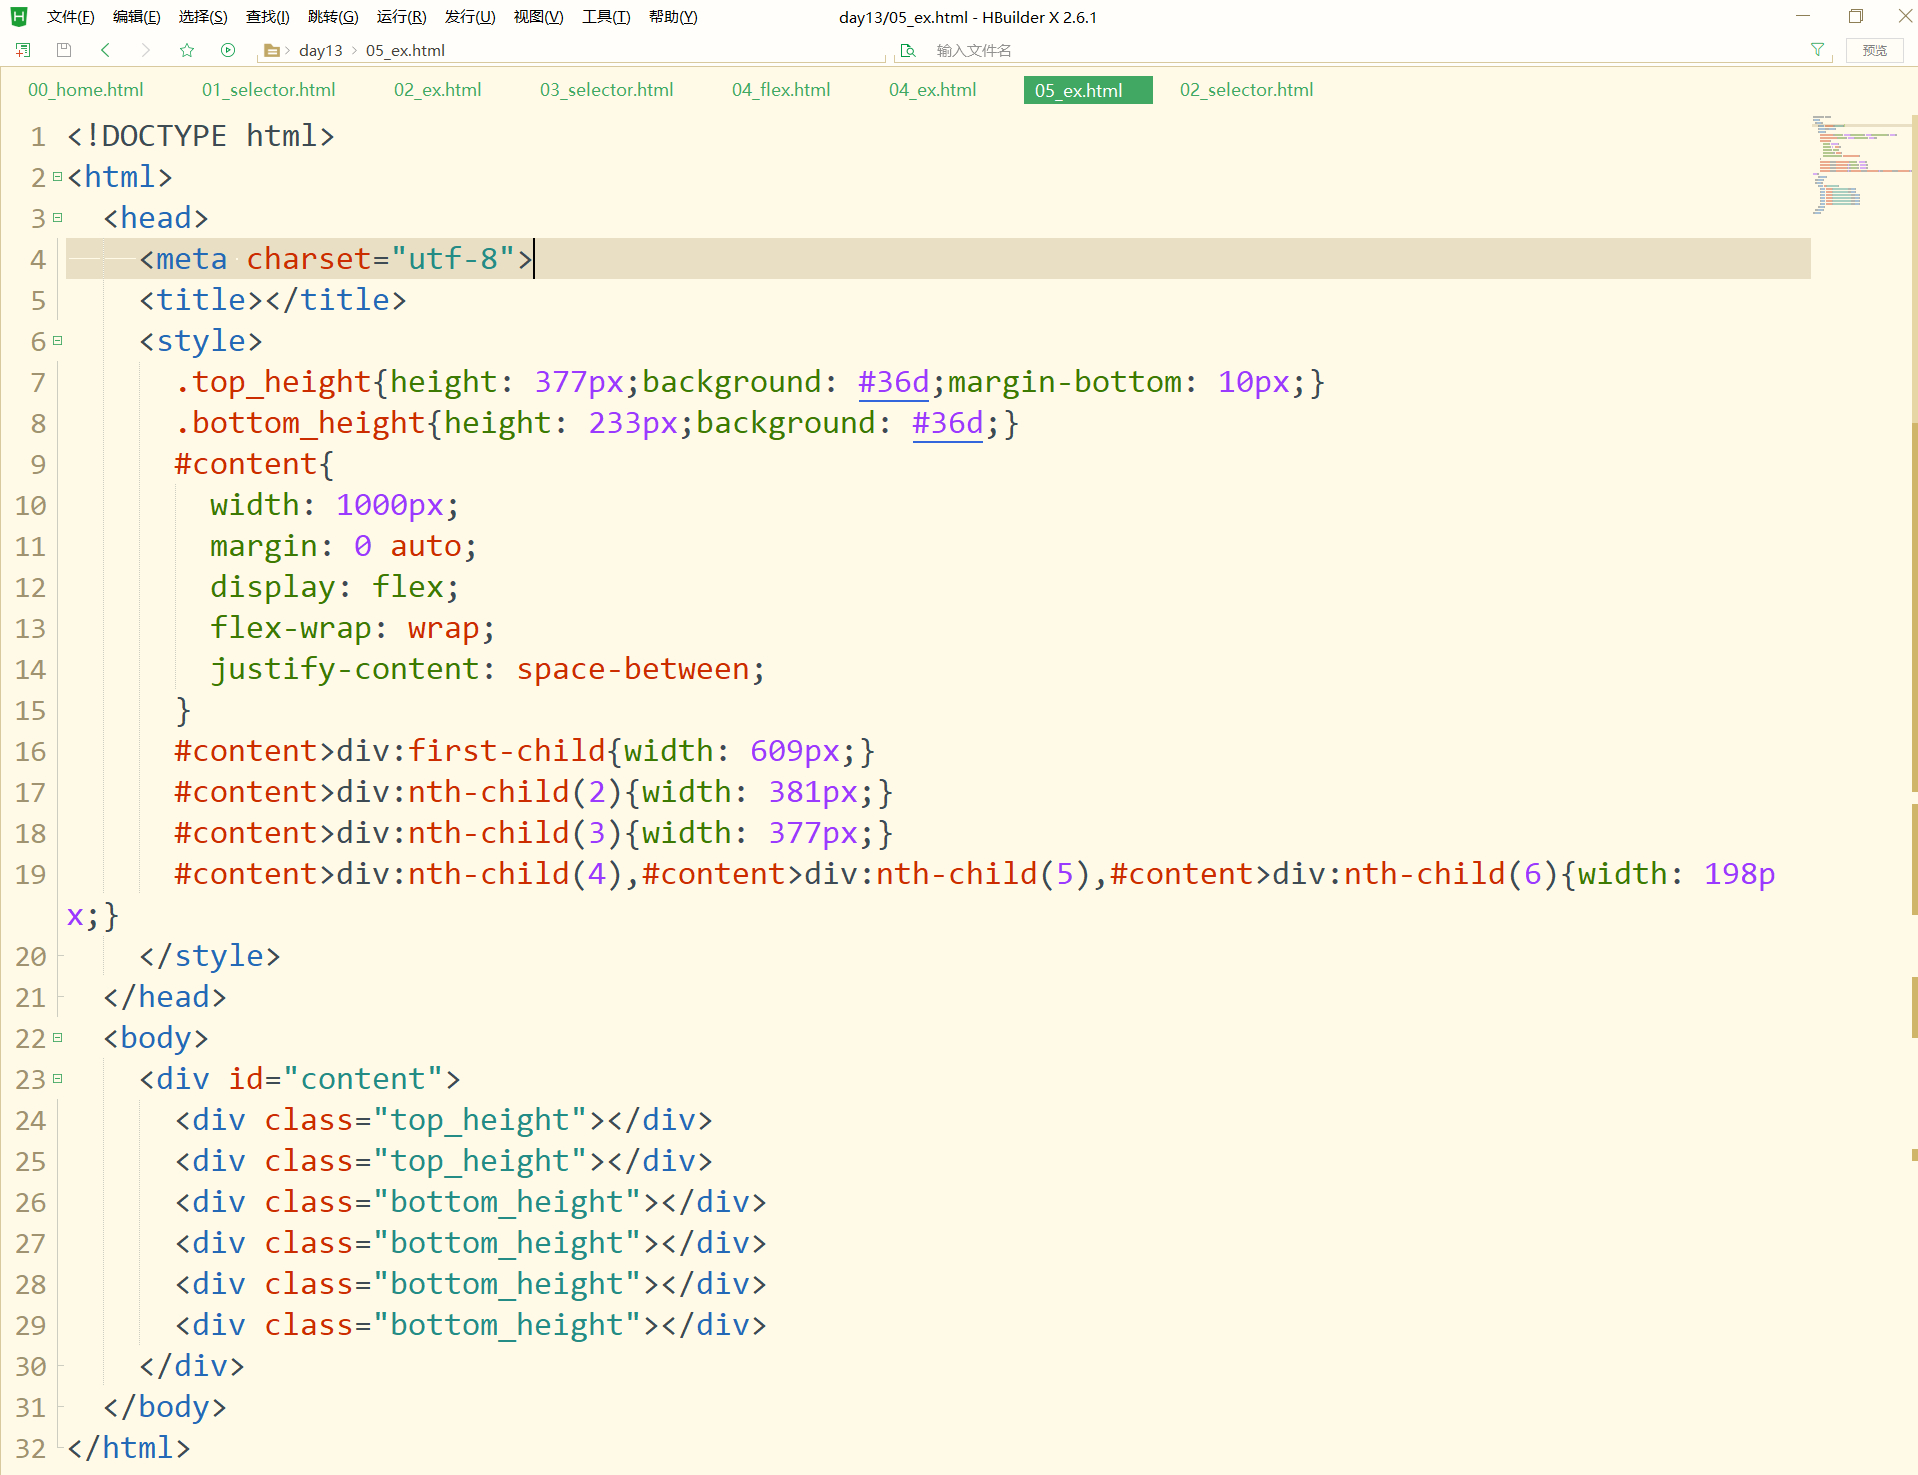 文件(F) 编辑(E) 选择(S) 查找(I) 跳转(G) 运行(R) 发行(U) 视图(V) 工具(T) 帮助(Y) day13/05_ex.html - HBuilder X 2.6.1
day13 05_ex.html 输入文件名 预览
00_home.html 01_selector.html 02_ex.html 03_selector.html 04_flex.html 04_ex.html 05_ex.html 02_selector.html
1 <!DOCTYPE html>
2 <html>
3 <head>
4 <meta charset="utf-8">
5 <title></title>
6 <style>
7 .top_height{height: 377px;background: #36d;margin-bottom: 10px;}
8 .bottom_height{height: 233px;background: #36d;}
9 #content{
10 width: 1000px;
11 margin: 0 auto;
12 display: flex;
13 flex-wrap: wrap;
14 justify-content: space-between;
15 }
16 #content>div:first-child{width: 609px;}
17 #content>div:nth-child(2){width: 381px;}
18 #content>div:nth-child(3){width: 377px;}
19 #content>div:nth-child(4),#content>div:nth-child(5),#content>div:nth-child(6){width: 198p
x;}
20 </style>
21 </head>
22 <body>
23 <div id="content">
24 <div class="top_height"></div>
25 <div class="top_height"></div>
26 <div class="bottom_height"></div>
27 <div class="bottom_height"></div>
28 <div class="bottom_height"></div>
29 <div class="bottom_height"></div>
30 </div>
31 </body>
32 </html>